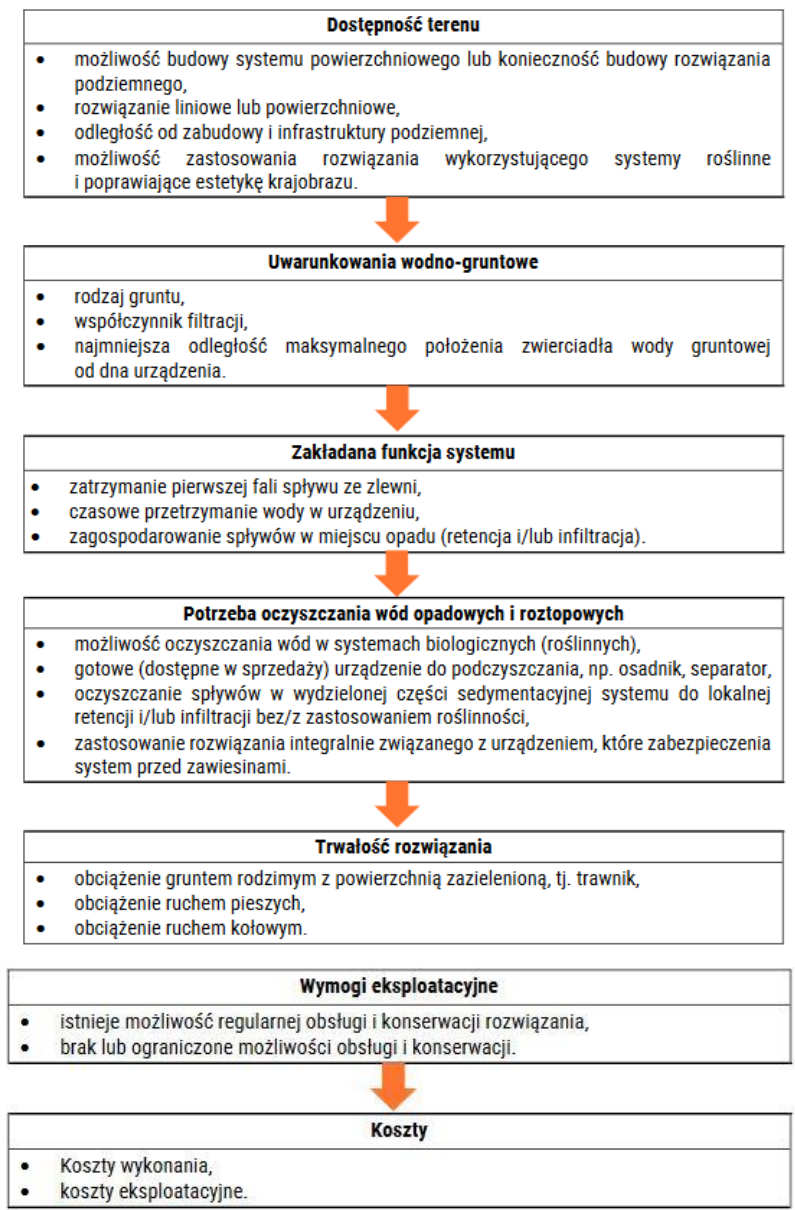 Dostępność terenu
• możliwość budowy systemu powierzchniowego lub konieczność budowy rozwiązania
podziemnego,
• rozwiązanie liniowe lub powierzchniowe,
• odległość od zabudowy i infrastruktury podziemnej,
• możliwość zastosowania rozwiązania wykorzystującego systemy roślinne
i poprawiające estetykę krajobrazu.
Uwarunkowania wodno-gruntowe
• rodzaj gruntu,
• współczynnik filtracji,
• najmniejsza odległość maksymalnego położenia zwierciadła wody gruntowej
od dna urządzenia.
Zakładana funkcja systemu
• zatrzymanie pierwszej fali spływu ze zlewni,
• czasowe przetrzymanie wody w urządzeniu,
• zagospodarowanie spływów w miejscu opadu (retencja i/lub infiltracja).
Potrzeba oczyszczania wód opadowych i roztopowych
• możliwość oczyszczania wód w systemach biologicznych (roślinnych),
• gotowe (dostępne w sprzedaży) urządzenie do podczyszczania, np. osadnik, separator,
• oczyszczanie spływów w wydzielonej części sedymentacyjnej systemu do lokalnej
retencji i/lub infiltracji bez/z zastosowaniem roślinności,
• zastosowanie rozwiązania integralnie związanego z urządzeniem, które zabezpieczenia
system przed zawiesinami.
Trwałość rozwiązania
• obciążenie gruntem rodzimym z powierzchnią zazielenioną, tj. trawnik,
• obciążenie ruchem pieszych,
• obciążenie ruchem kołowym.
Wymogi eksploatacyjne
• istnieje możliwość regularnej obsługi i konserwacji rozwiązania,
• brak lub ograniczone możliwości obsługi i konserwacji.
Koszty
• Koszty wykonania,
• koszty eksploatacyjne.